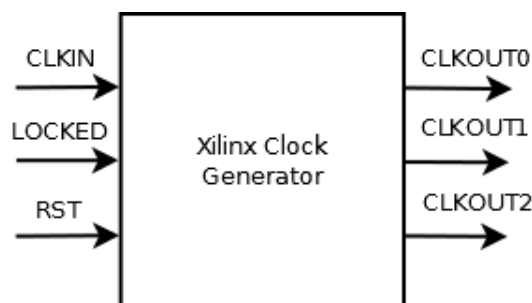 CLKIN
LOCKED
RST
Xilinx Clock
Generator
CLKOUT0
CLKOUT1
CLKOUT2